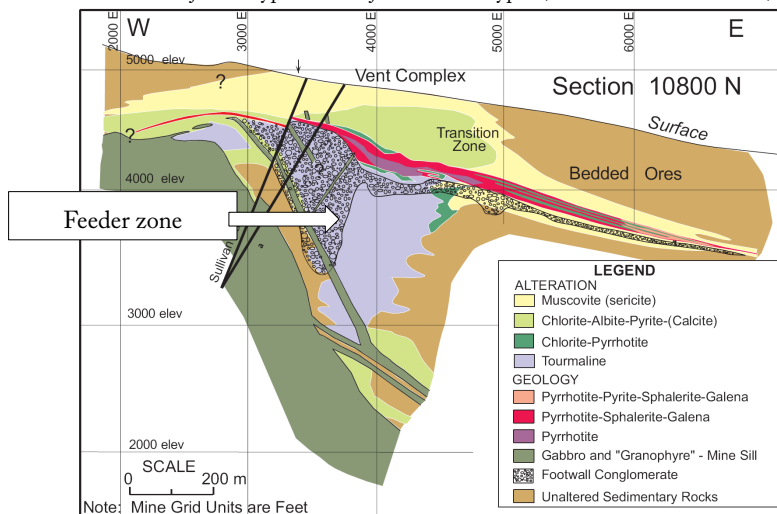 W
E
2000 E
3000 E
4000 E
5000 E
6000 E
5000 elev
?
Vent Complex
Section 10800 N
Surface
Transition
Zone
?
?
Bedded Ores
4000 elev
Feeder zone
Sullivan
3000 elev
2000 elev
SCALE
0 200 m
Note: Mine Grid Units are Feet
LEGEND
ALTERATION
Muscovite (sericite)
Chlorite-Albite-Pyrite-(Calcite)
Chlorite-Pyrrhotite
Tourmaline
GEOLOGY
Pyrrhotite-Pyrite-Sphalerite-Galena
Pyrrhotite-Sphalerite-Galena
Pyrrhotite
Gabbro and "Granophyre" - Mine Sill
Footwall Conglomerate
Unaltered Sedimentary Rocks